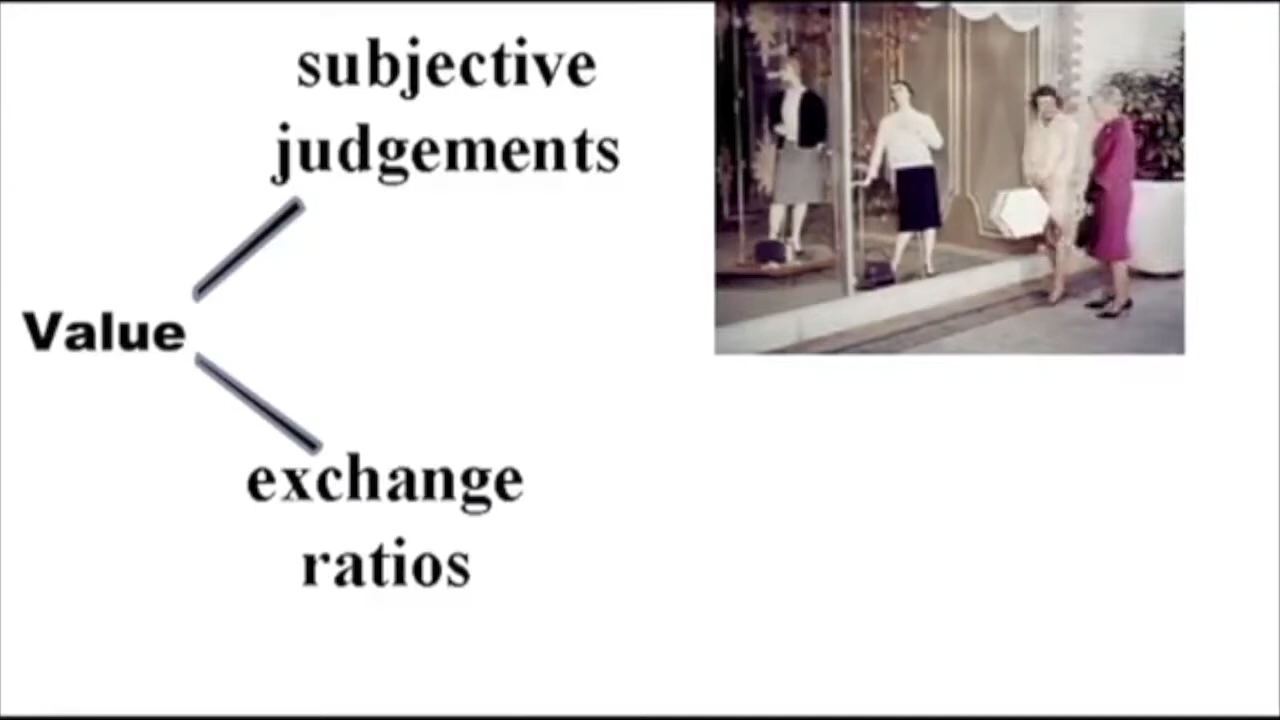 subjective
judgements
Value
exchange
ratios